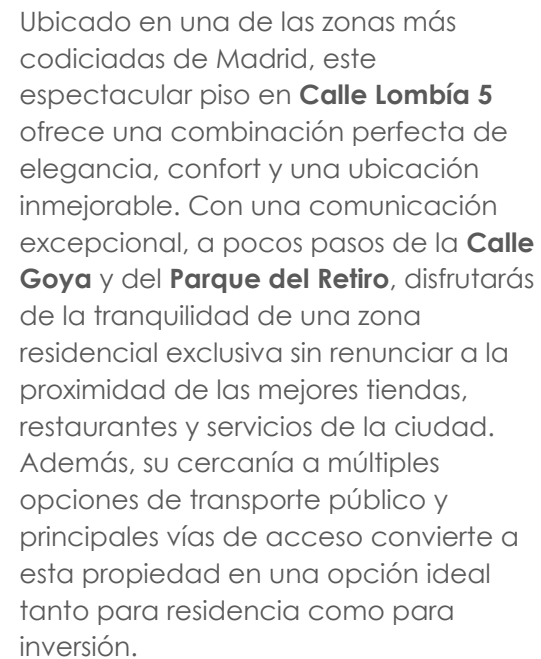 Ubicado en una de las zonas más
codiciadas de Madrid, este
espectacular piso en Calle Lombía 5
ofrece una combinación perfecta de
elegancia, confort y una ubicación
inmejorable. Con una comunicación
excepcional, a pocos pasos de la Calle
Goya y del Parque del Retiro, disfrutarás
de la tranquilidad de una zona
residencial exclusiva sin renunciar a la
proximidad de las mejores tiendas,
restaurantes y servicios de la ciudad.
Además, su cercanía a múltiples
opciones de transporte público y
principales vías de acceso convierte a
esta propiedad en una opción ideal
tanto para residencia como para
inversión.